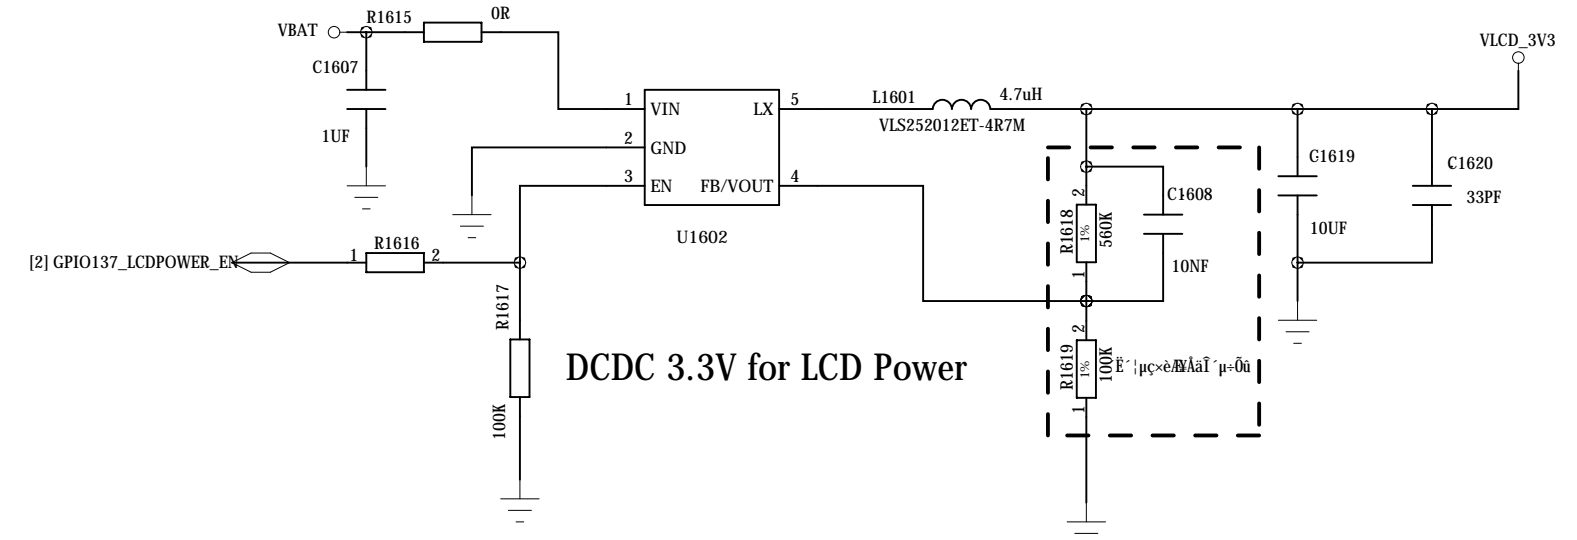 R1615
0R
VBAT
VLCD_3V3
C1607
1UF
1
VIN
2
GND
3
EN
LX
5
FB/VOUT
4
U1602
L1601
4.7uH
VLS252012ET-4R7M
C1619
10UF
C1620
33PF
C1608
10NF
2
R1618
1%
560K
1
2
R1619
1%
100K
1
[2] GPIO137_LCDPOWER_EN
1
R1616
2
R1617
100K
DCDC 3.3V for LCD Power